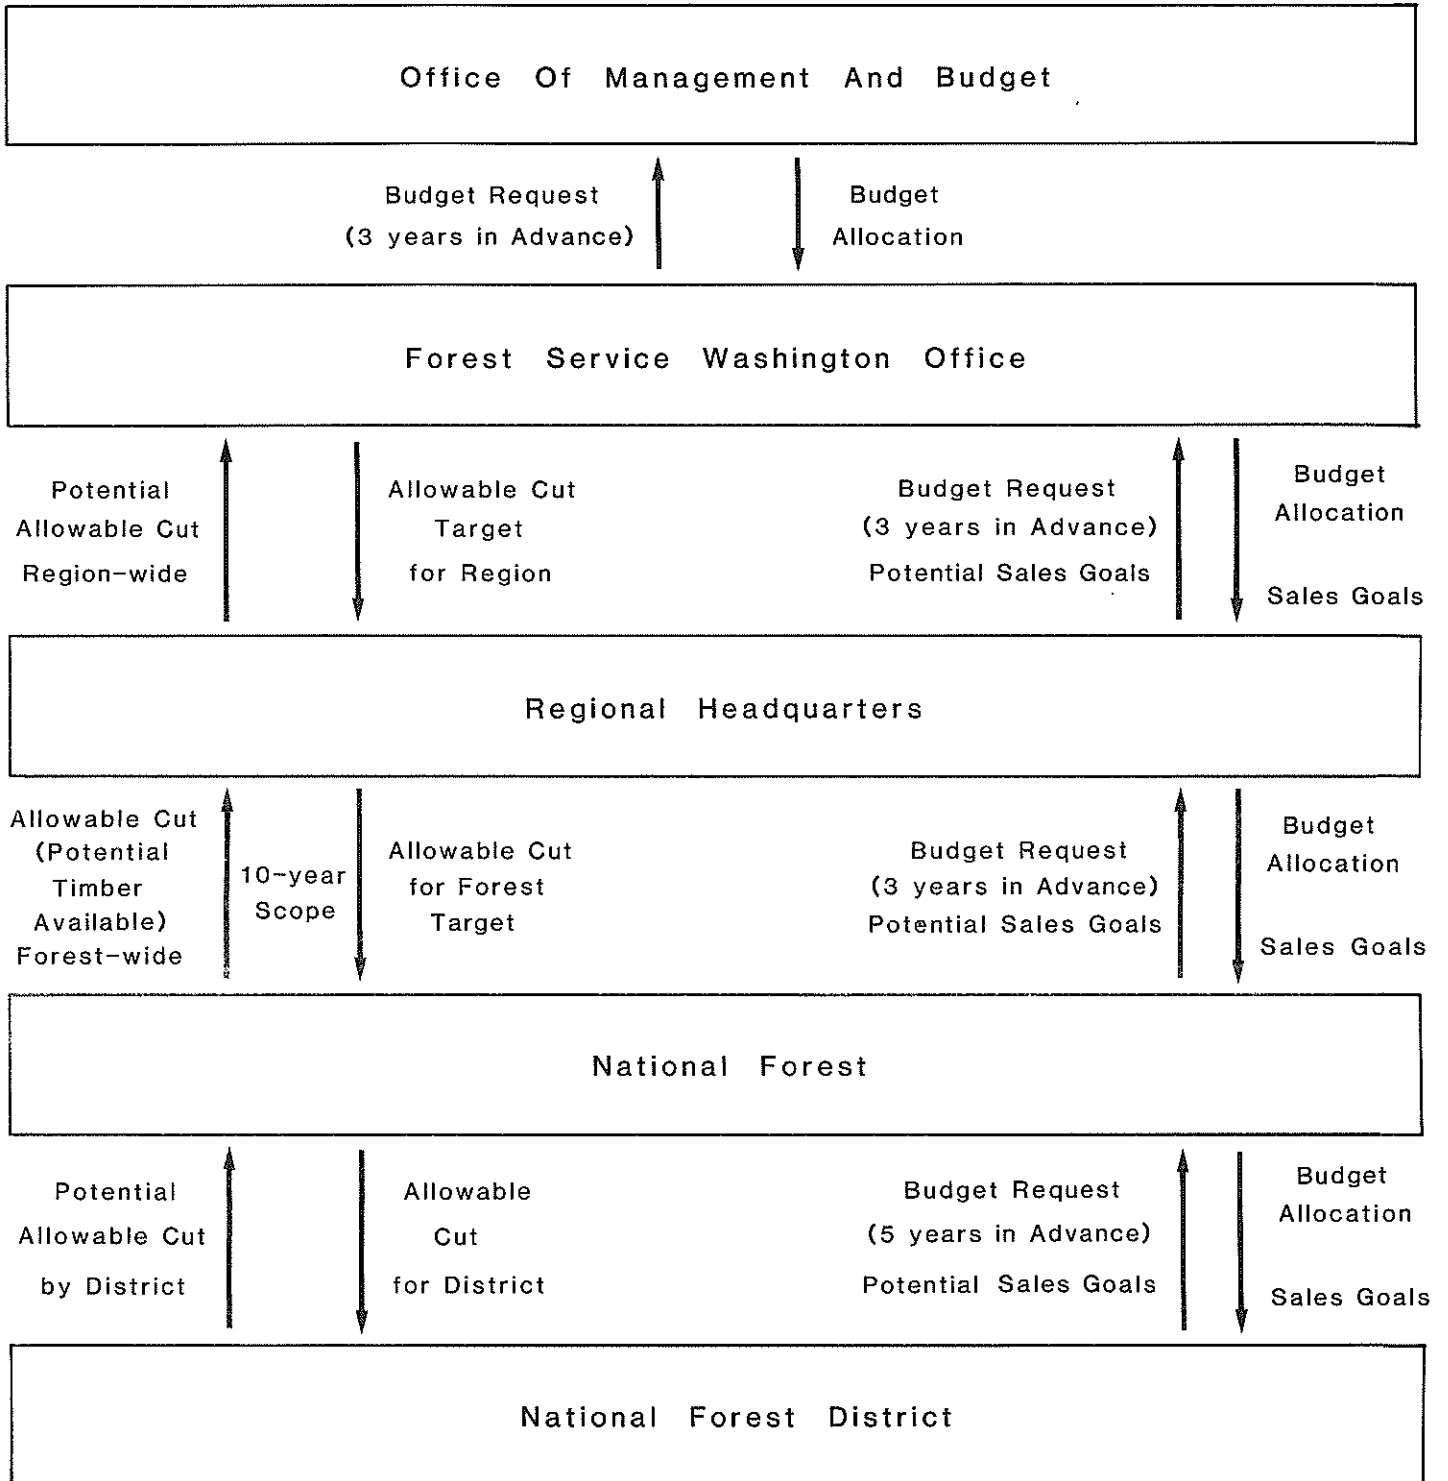 Office Of Management And Budget
Budget Request
(3 years in Advance)
Budget
Allocation
Forest Service Washington Office
Potential
Allowable Cut
Region-wide
Allowable Cut
Target
for Region
Budget Request
(3 years in Advance)
Potential Sales Goals
Budget
Allocation
Sales Goals
Regional Headquarters
Allowable Cut
(Potential
Timber
Available)
Forest-wide
10-year
Scope
Allowable Cut
for Forest
Target
Budget Request
(3 years in Advance)
Potential Sales Goals
Budget
Allocation
Sales Goals
National Forest
Potential
Allowable Cut
by District
Allowable
Cut
for District
Budget Request
(5 years in Advance)
Potential Sales Goals
Budget
Allocation
Sales Goals
National Forest District